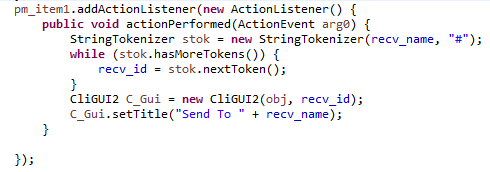 pm_item1.addActionListener(new ActionListener() {
    public void actionPerformed(ActionEvent arg0) {
        StringTokenizer stok = new StringTokenizer(recv_name, "#");
        while (stok.hasMoreTokens()) {
            recv_id = stok.nextToken();
        }
        CliGUI2 C_Gui = new CliGUI2(obj, recv_id);
        C_Gui.setTitle("Send To " + recv_name);
    }

});